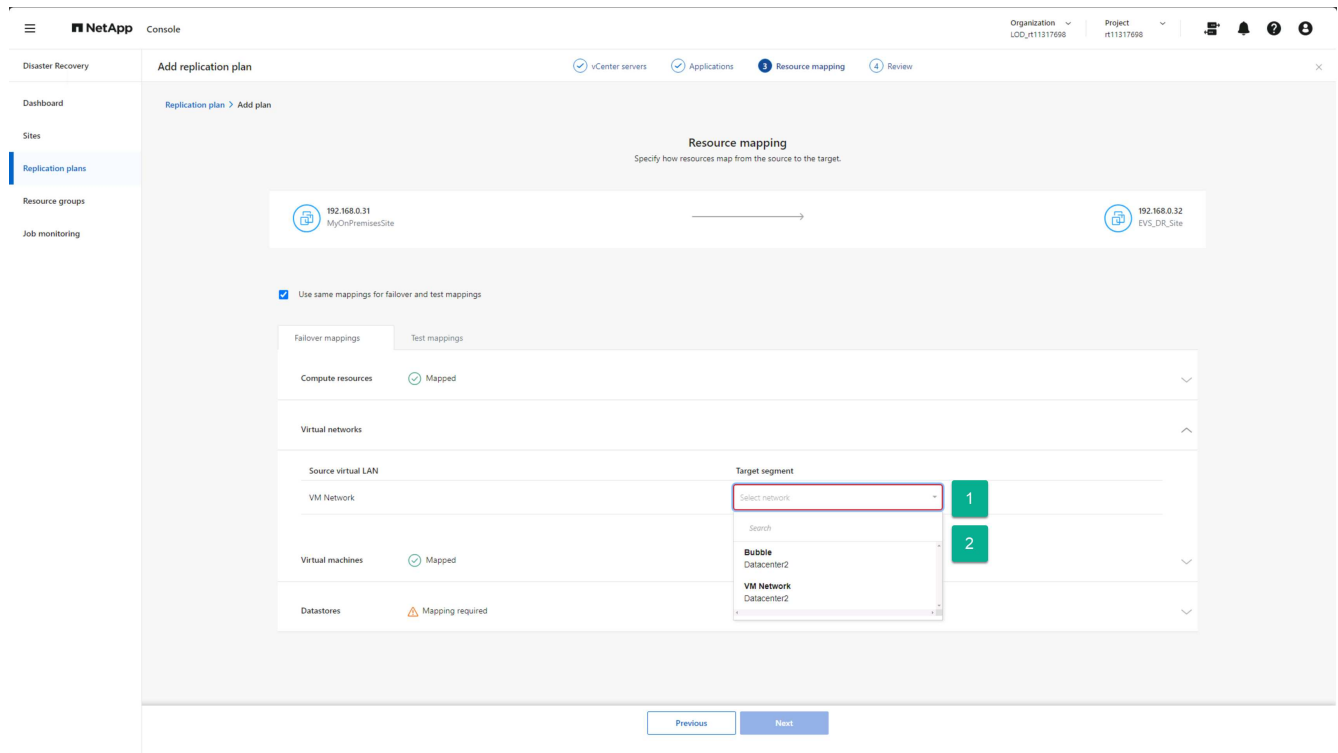 NetApp Console
Organization
LOD_rt11317698
Project
rt11317698
Disaster Recovery
Add replication plan
vCenter servers
Applications
3 Resource mapping
4 Review
Dashboard
Sites
Replication plans
Resource groups
Job monitoring
Replication plan > Add plan
Resource mapping
Specify how resources map from the source to the target.
192.168.0.31
MyOnPremisesSite
192.168.0.32
EVS_DR_Site
Use same mappings for failover and test mappings
Failover mappings
Test mappings
Compute resources
Mapped
Virtual networks
Source virtual LAN
Target segment
VM Network
Select network
1
Search
2
Bubble
Datacenter2
VM Network
Datacenter2
Virtual machines
Mapped
Datastores
Mapping required
Previous
Next